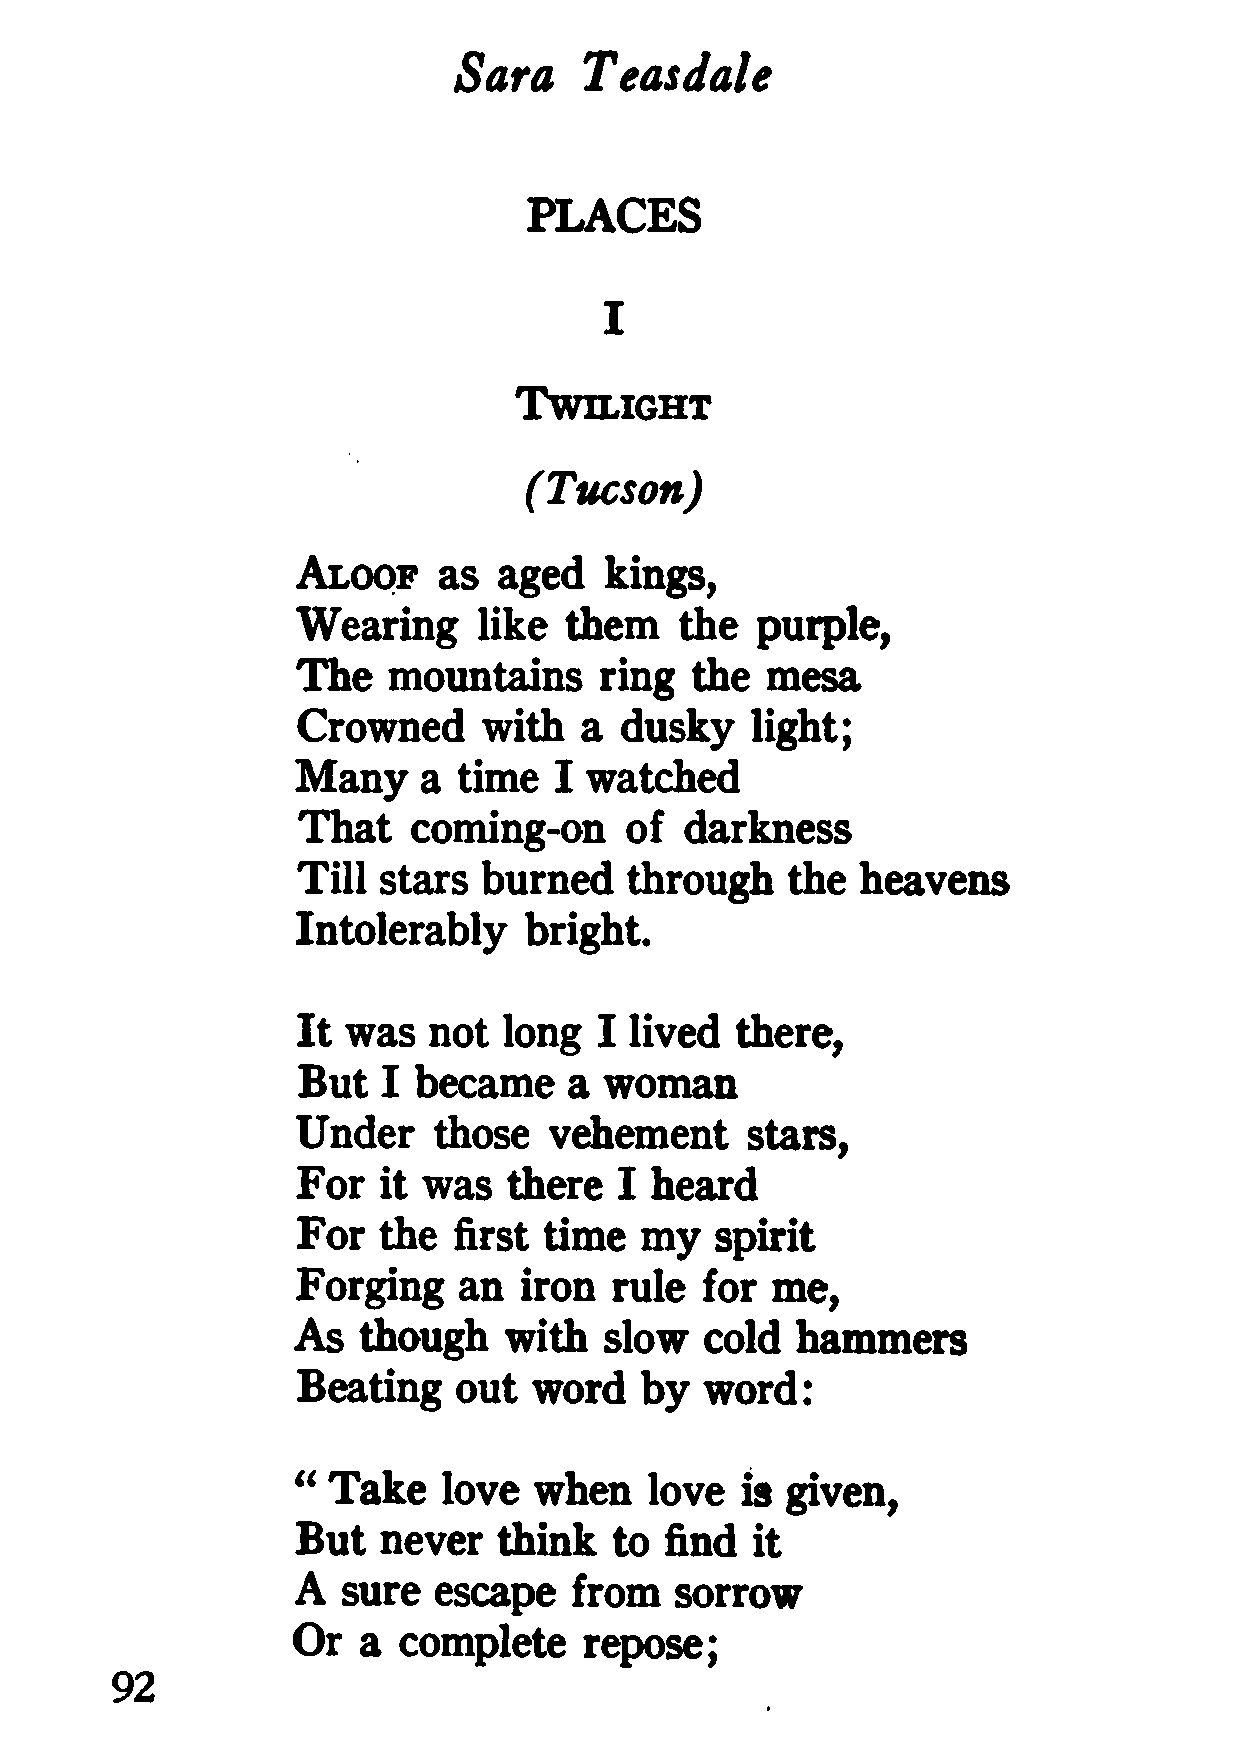 Sara Teasdale
PLACES
I
TWILIGHT
(Tucson)
ALOOF as aged kings,
Wearing like them the purple,
The mountains ring the mesa
Crowned with a dusky light;
Many a time I watched
That coming-on of darkness
Till stars burned through the heavens
Intolerably bright.
It was not long I lived there,
But I became a woman
Under those vehement stars,
For it was there I heard
For the first time my spirit
Forging an iron rule for me,
As though with slow cold hammers
Beating out word by word:
“ Take love when love is given,
But never think to find it
A sure escape from sorrow
Or a complete repose;
92